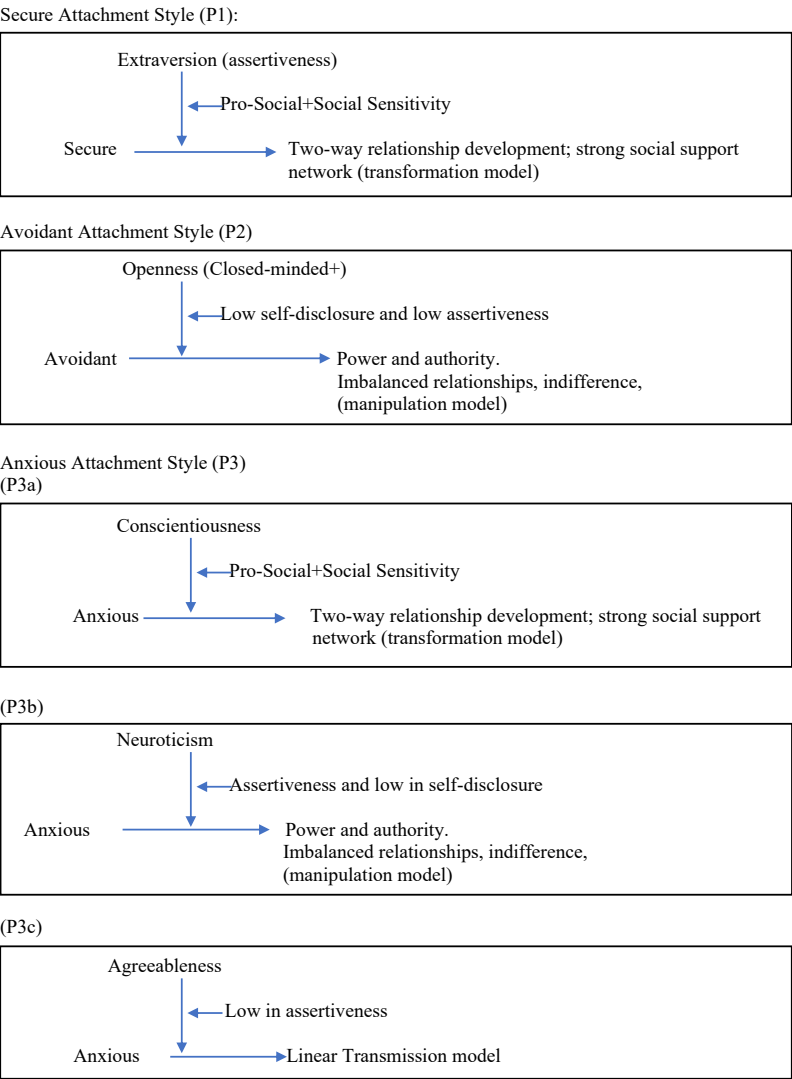 Secure Attachment Style (P1):
Extraversion (assertiveness)
Pro-Social+Social Sensitivity
Secure
Two-way relationship development; strong social support
network (transformation model)
Avoidant Attachment Style (P2)
Openness (Closed-minded+)
Low self-disclosure and low assertiveness
Avoidant
Power and authority.
Imbalanced relationships, indifference,
(manipulation model)
Anxious Attachment Style (P3)
(P3a)
Conscientiousness
Pro-Social+Social Sensitivity
Anxious
Two-way relationship development; strong social support
network (transformation model)
(P3b)
Neuroticism
Assertiveness and low in self-disclosure
Anxious
Power and authority.
Imbalanced relationships, indifference,
(manipulation model)
(P3c)
Agreeableness
Low in assertiveness
Anxious
Linear Transmission model